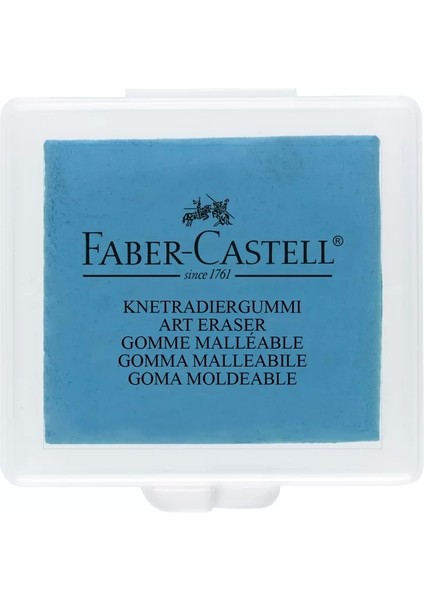 FABER-CASTELL®
since 1761
KNETRADIERGUMMI
ART ERASER
GOMME MALLÉABLE
GOMMA MALLEABILE
GOMA MOLDEABLE